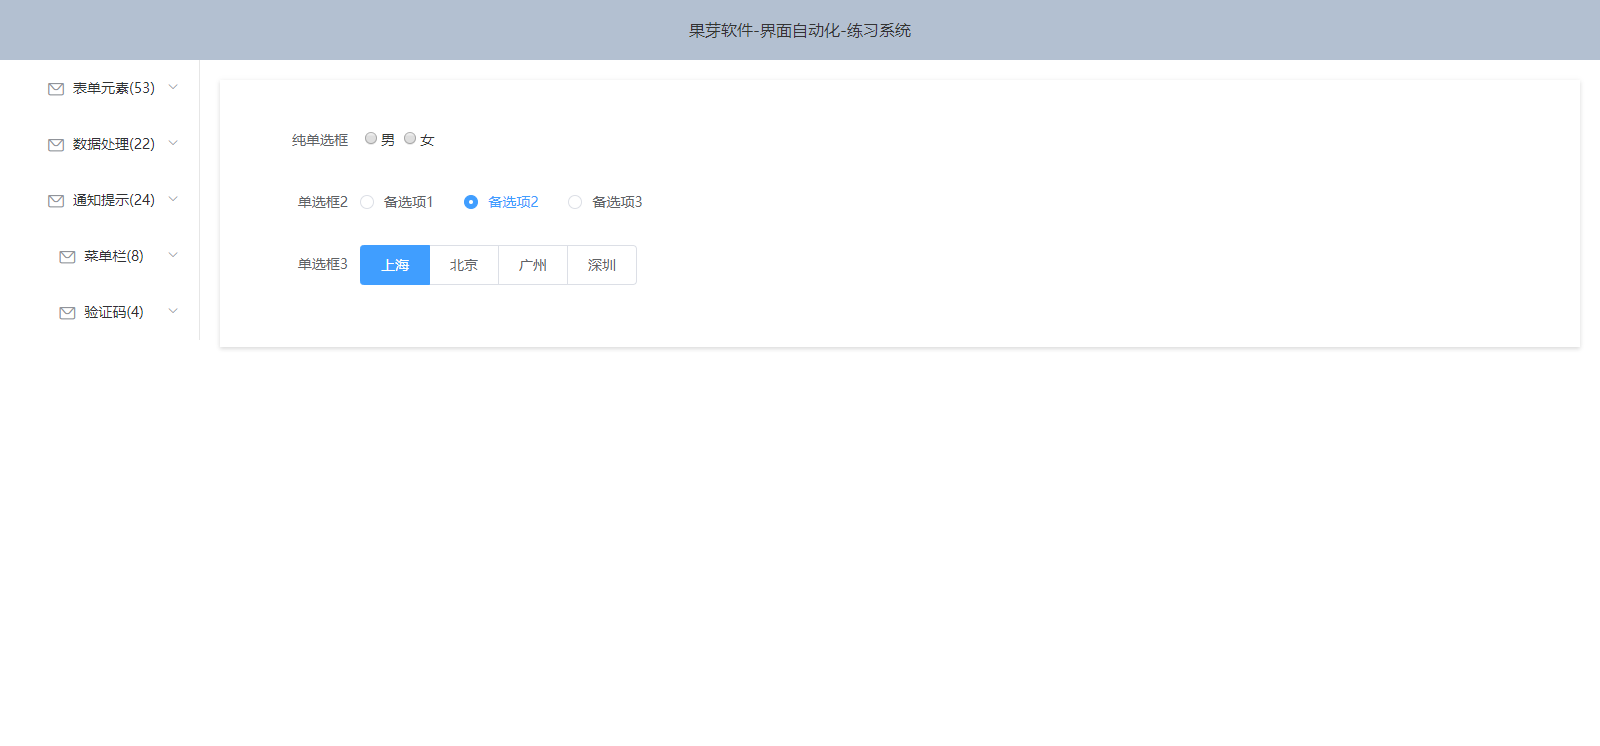 果芽软件-界面自动化-练习系统
表单元素(53)
数据处理(22)
通知提示(24)
菜单栏(8)
验证码(4)
纯单选框 男 女
单选框2 备选项1 备选项2 备选项3
单选框3 上海 北京 广州 深圳